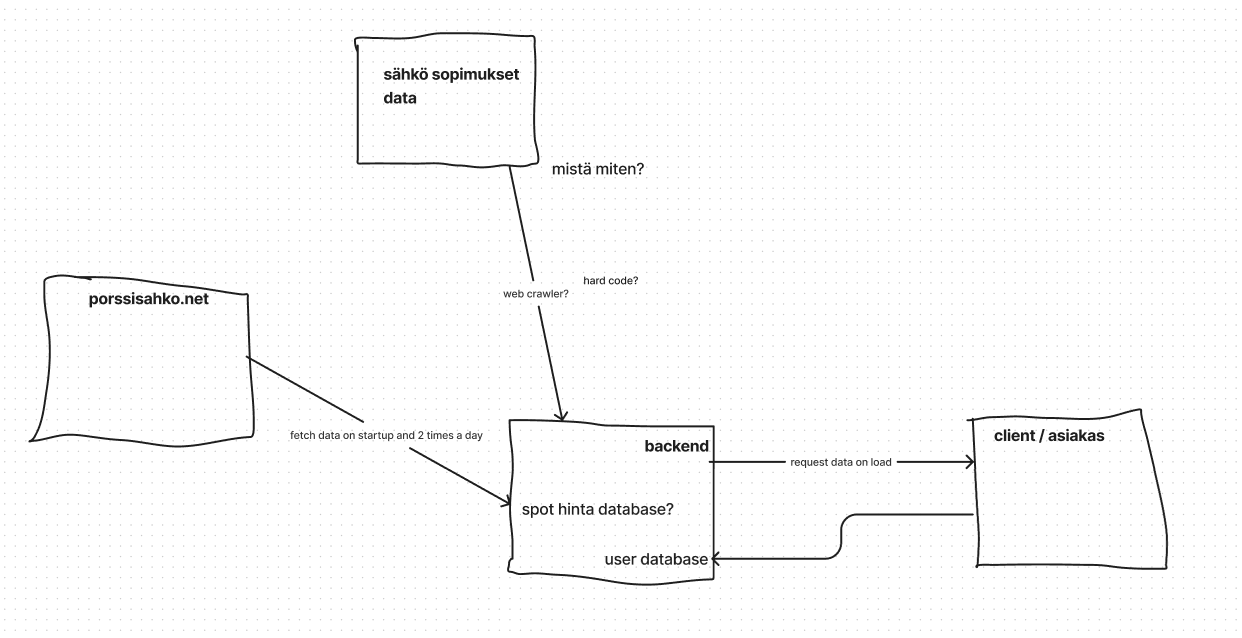 sähkö sopimukset
data
mistä miten?
hard code?
web crawler?
porssisahko.net
fetch data on startup and 2 times a day
backend
request data on load
client / asiakas
spot hinta database?
user database